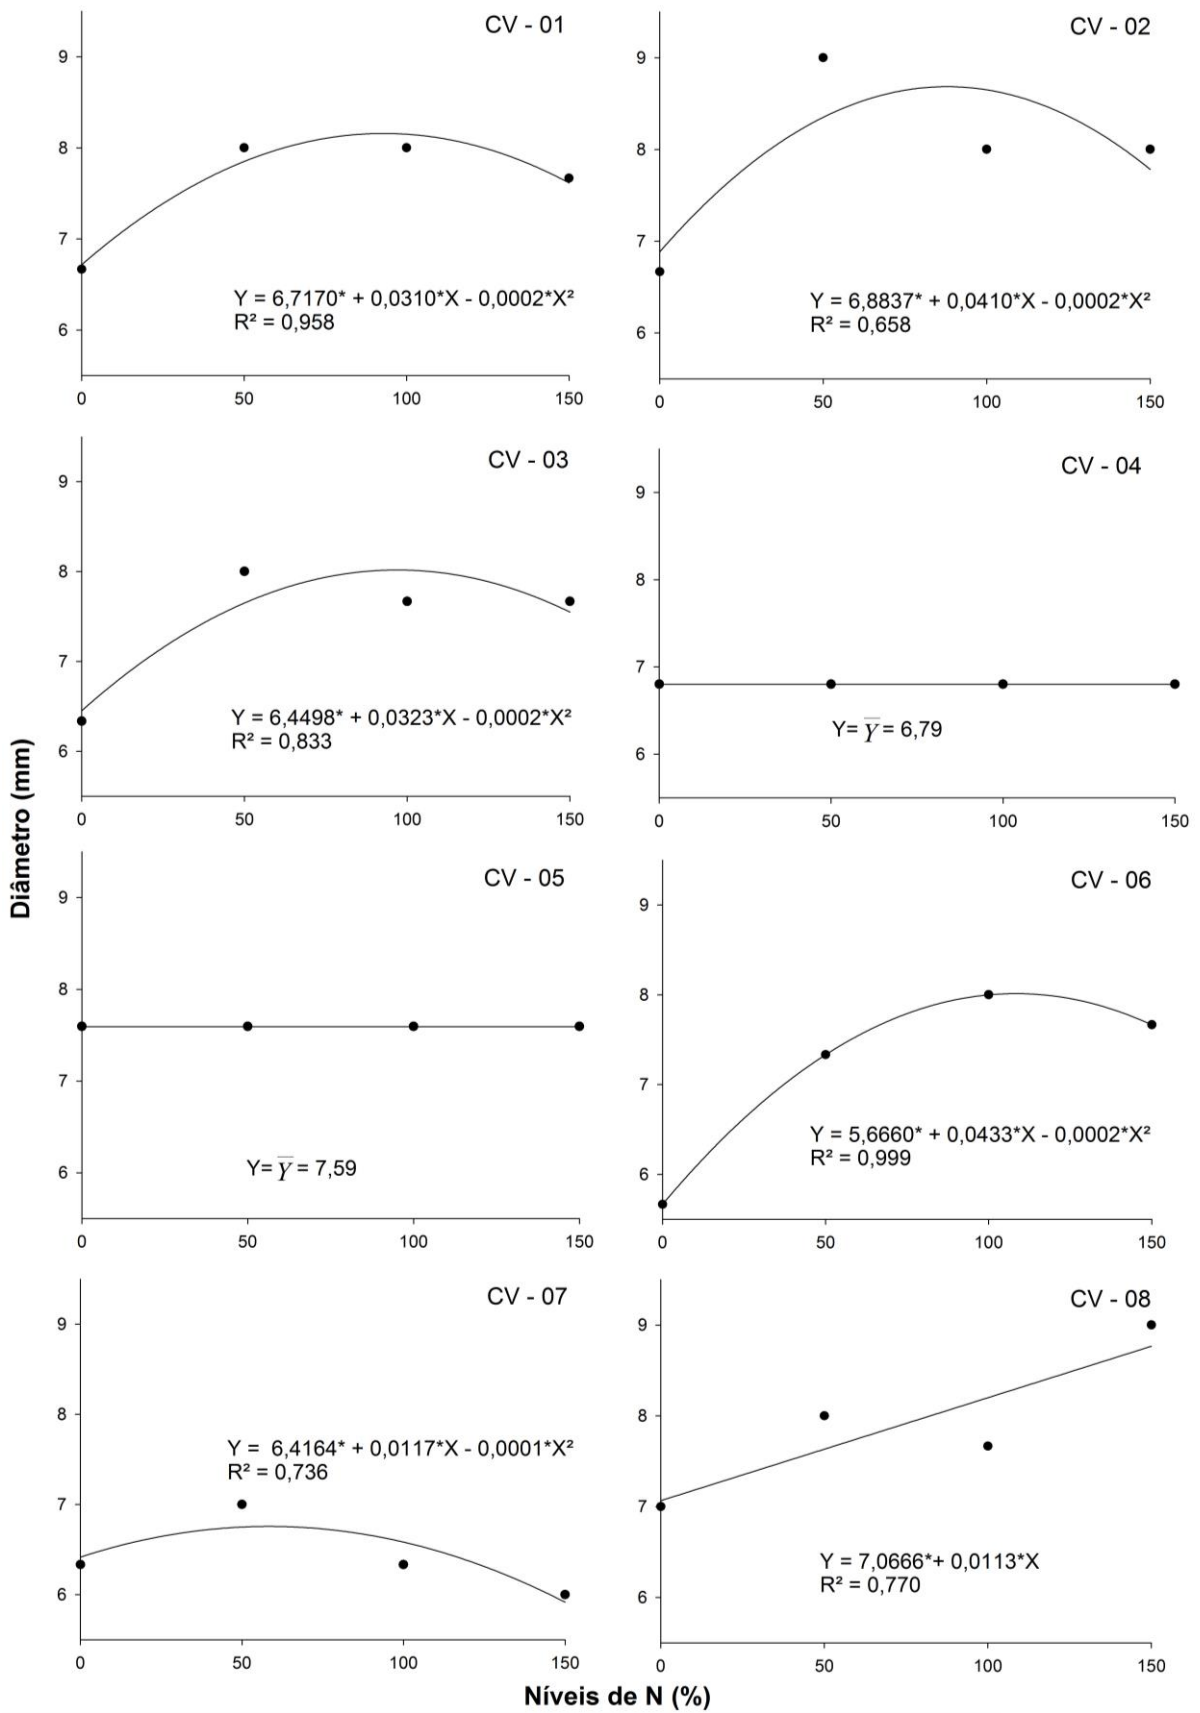 CV - 01
9
8
7
6
Y = 6,7170* + 0,0310*X - 0,0002*X²
R² = 0,958
0 50 100 150
CV - 02
9
8
7
6
Y = 6,8837* + 0,0410*X - 0,0002*X²
R² = 0,658
0 50 100 150
CV - 03
9
8
7
6
Y = 6,4498* + 0,0323*X - 0,0002*X²
R² = 0,833
0 50 100 150
CV - 04
9
8
7
6
Y= Y̅ = 6,79
0 50 100 150
Diâmetro (mm)
CV - 05
9
8
7
6
Y= Y̅ = 7,59
0 50 100 150
CV - 06
9
8
7
6
Y = 5,6660* + 0,0433*X - 0,0002*X²
R² = 0,999
0 50 100 150
CV - 07
9
8
7
6
Y =  6,4164* + 0,0117*X - 0,0001*X²
R² = 0,736
0 50 100 150
CV - 08
9
8
7
6
Y = 7,0666*+ 0,0113*X
R² = 0,770
0 50 100 150
Níveis de N (%)